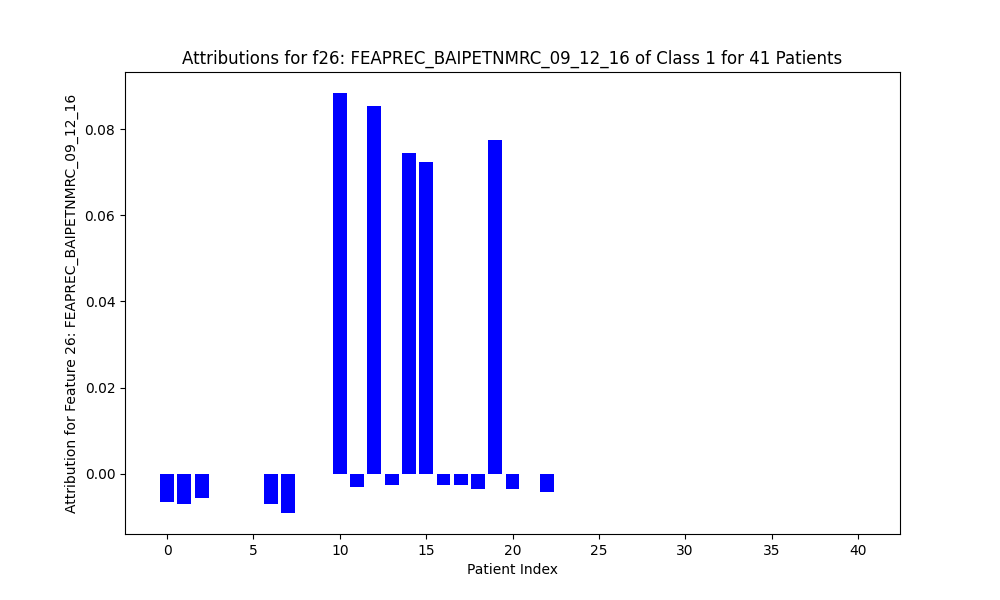 Attributions for f26: FEAPREC_BAIPETNMRC_09_12_16 of Class 1 for 41 Patients
Attribution for Feature 26: FEAPREC_BAIPETNMRC_09_12_16
0.08
0.06
0.04
0.02
0.00
0 5 10 15 20 25 30 35 40
Patient Index